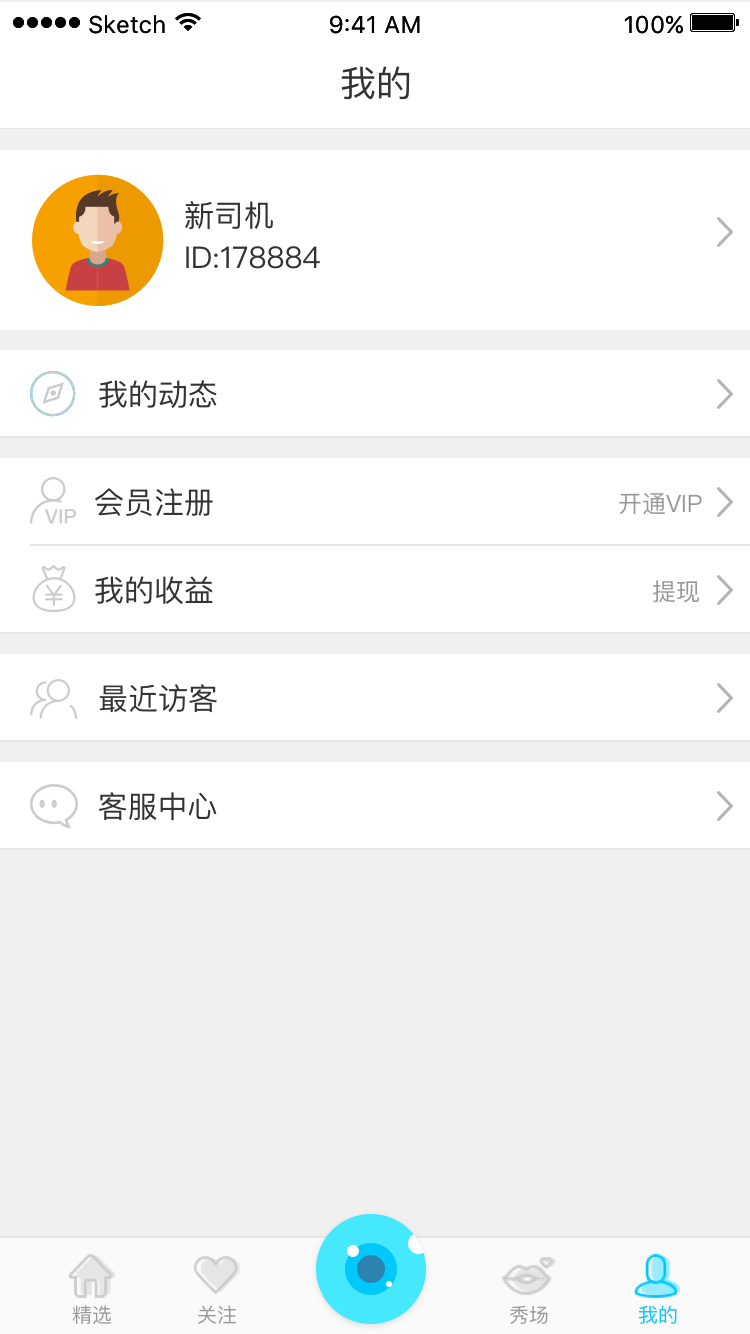 Sketch 9:41 AM 100%
我的
新司机
ID:178884
我的动态
VIP 会员注册 开通VIP
¥ 我的收益 提现
最近访客
客服中心
精选 关注 秀场 我的